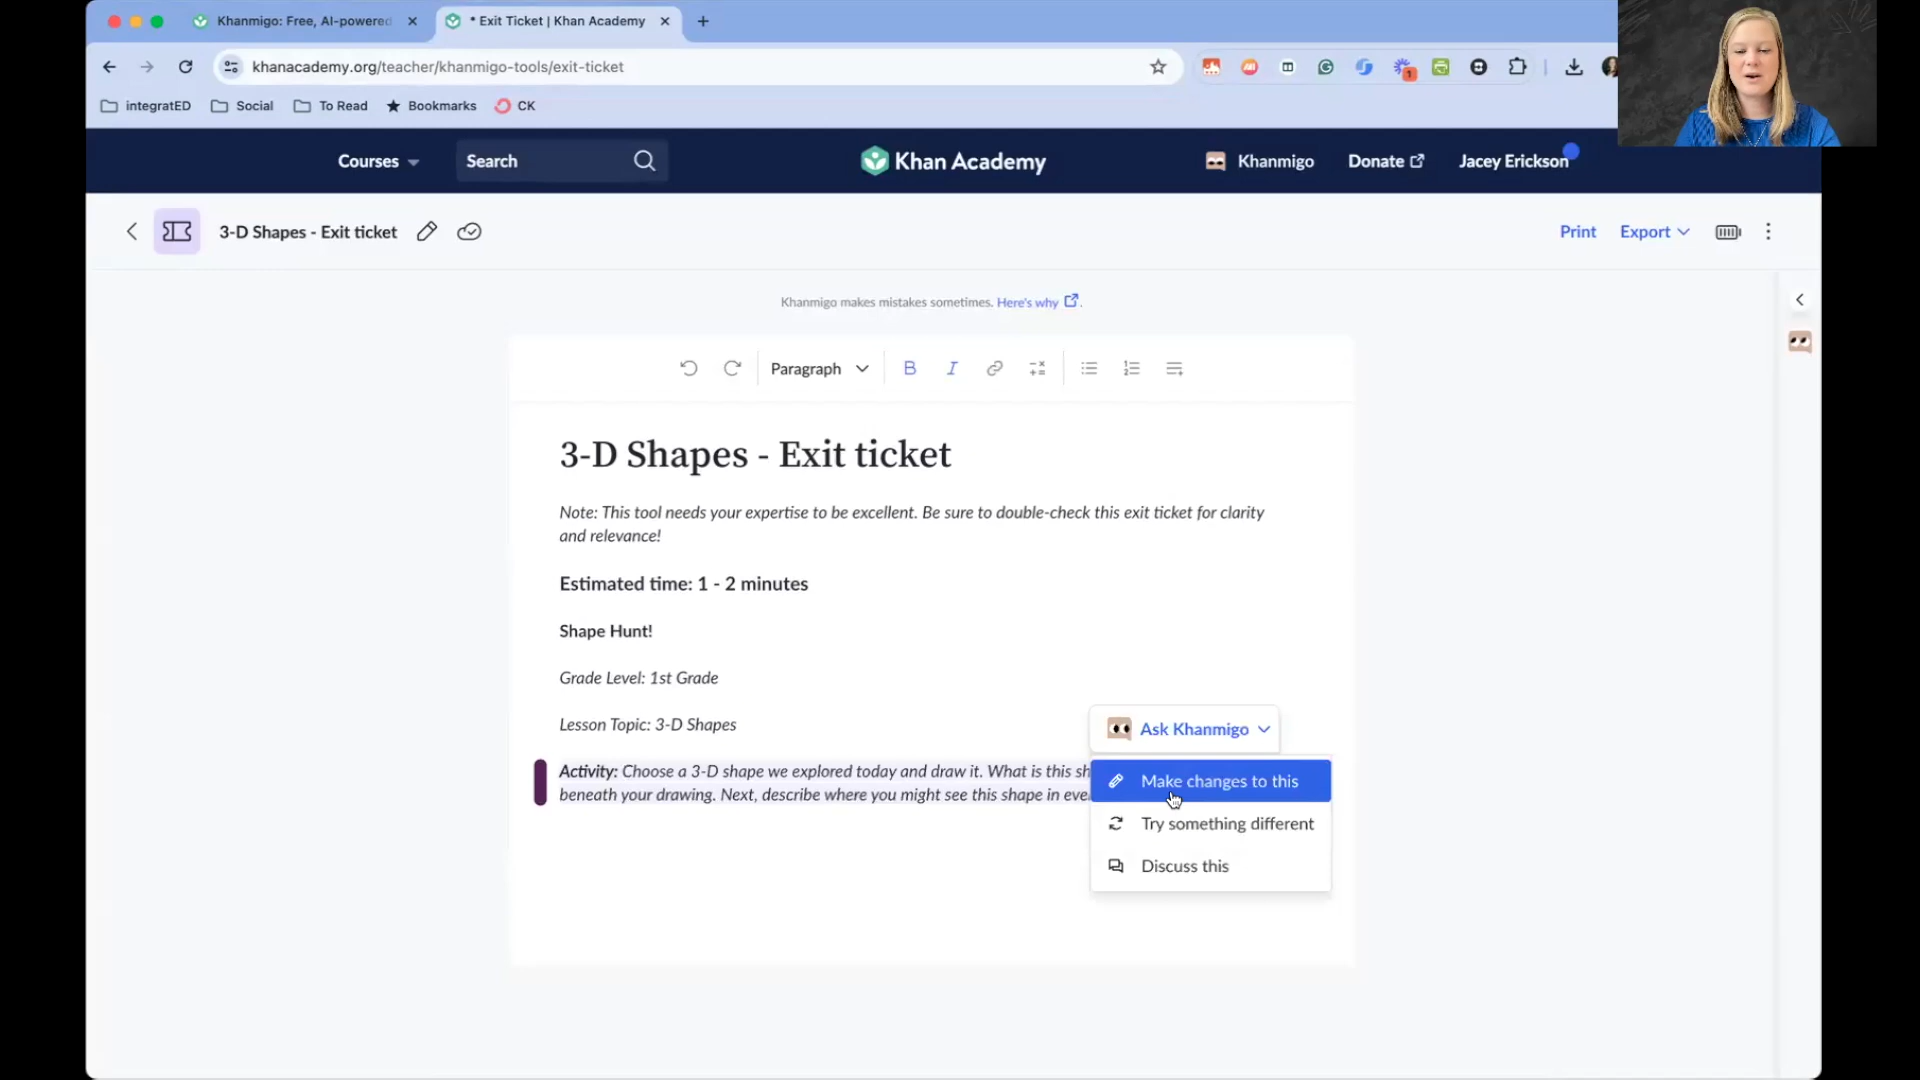 Khanmigo: Free, AI-powered
* Exit Ticket | Khan Academy
khanacademy.org/teacher/khanmigo-tools/exit-ticket
1
integratED
Social
To Read
Bookmarks
CK
Courses
Search
Khan Academy
Khanmigo
Donate
Jacey Erickson
3-D Shapes - Exit ticket
Print
Export
Khanmigo makes mistakes sometimes. Here's why.
Paragraph
B
I
3-D Shapes - Exit ticket
Note: This tool needs your expertise to be excellent. Be sure to double-check this exit ticket for clarity
and relevance!
Estimated time: 1 - 2 minutes
Shape Hunt!
Grade Level: 1st Grade
Lesson Topic: 3-D Shapes
Ask Khanmigo
Activity: Choose a 3-D shape we explored today and draw it. What is this sh
beneath your drawing. Next, describe where you might see this shape in eve
Make changes to this
Try something different
Discuss this